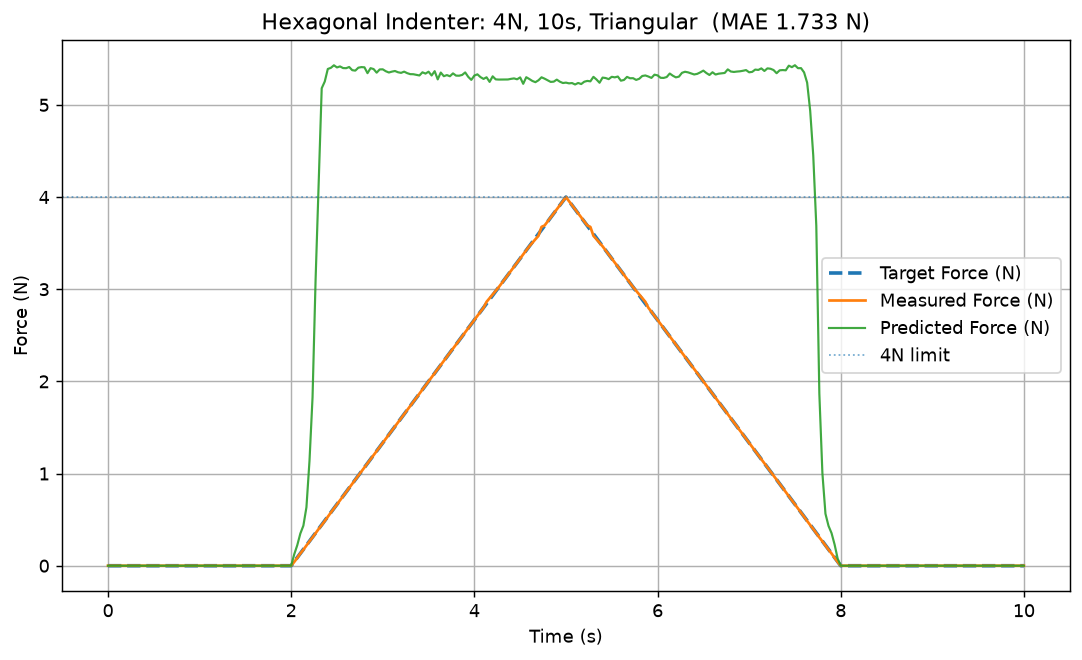 Hexagonal Indenter: 4N, 10s, Triangular  (MAE 1.733 N)
Force (N)
5
4
3
2
1
0
Target Force (N)
Measured Force (N)
Predicted Force (N)
4N limit
0 2 4 6 8 10
Time (s)